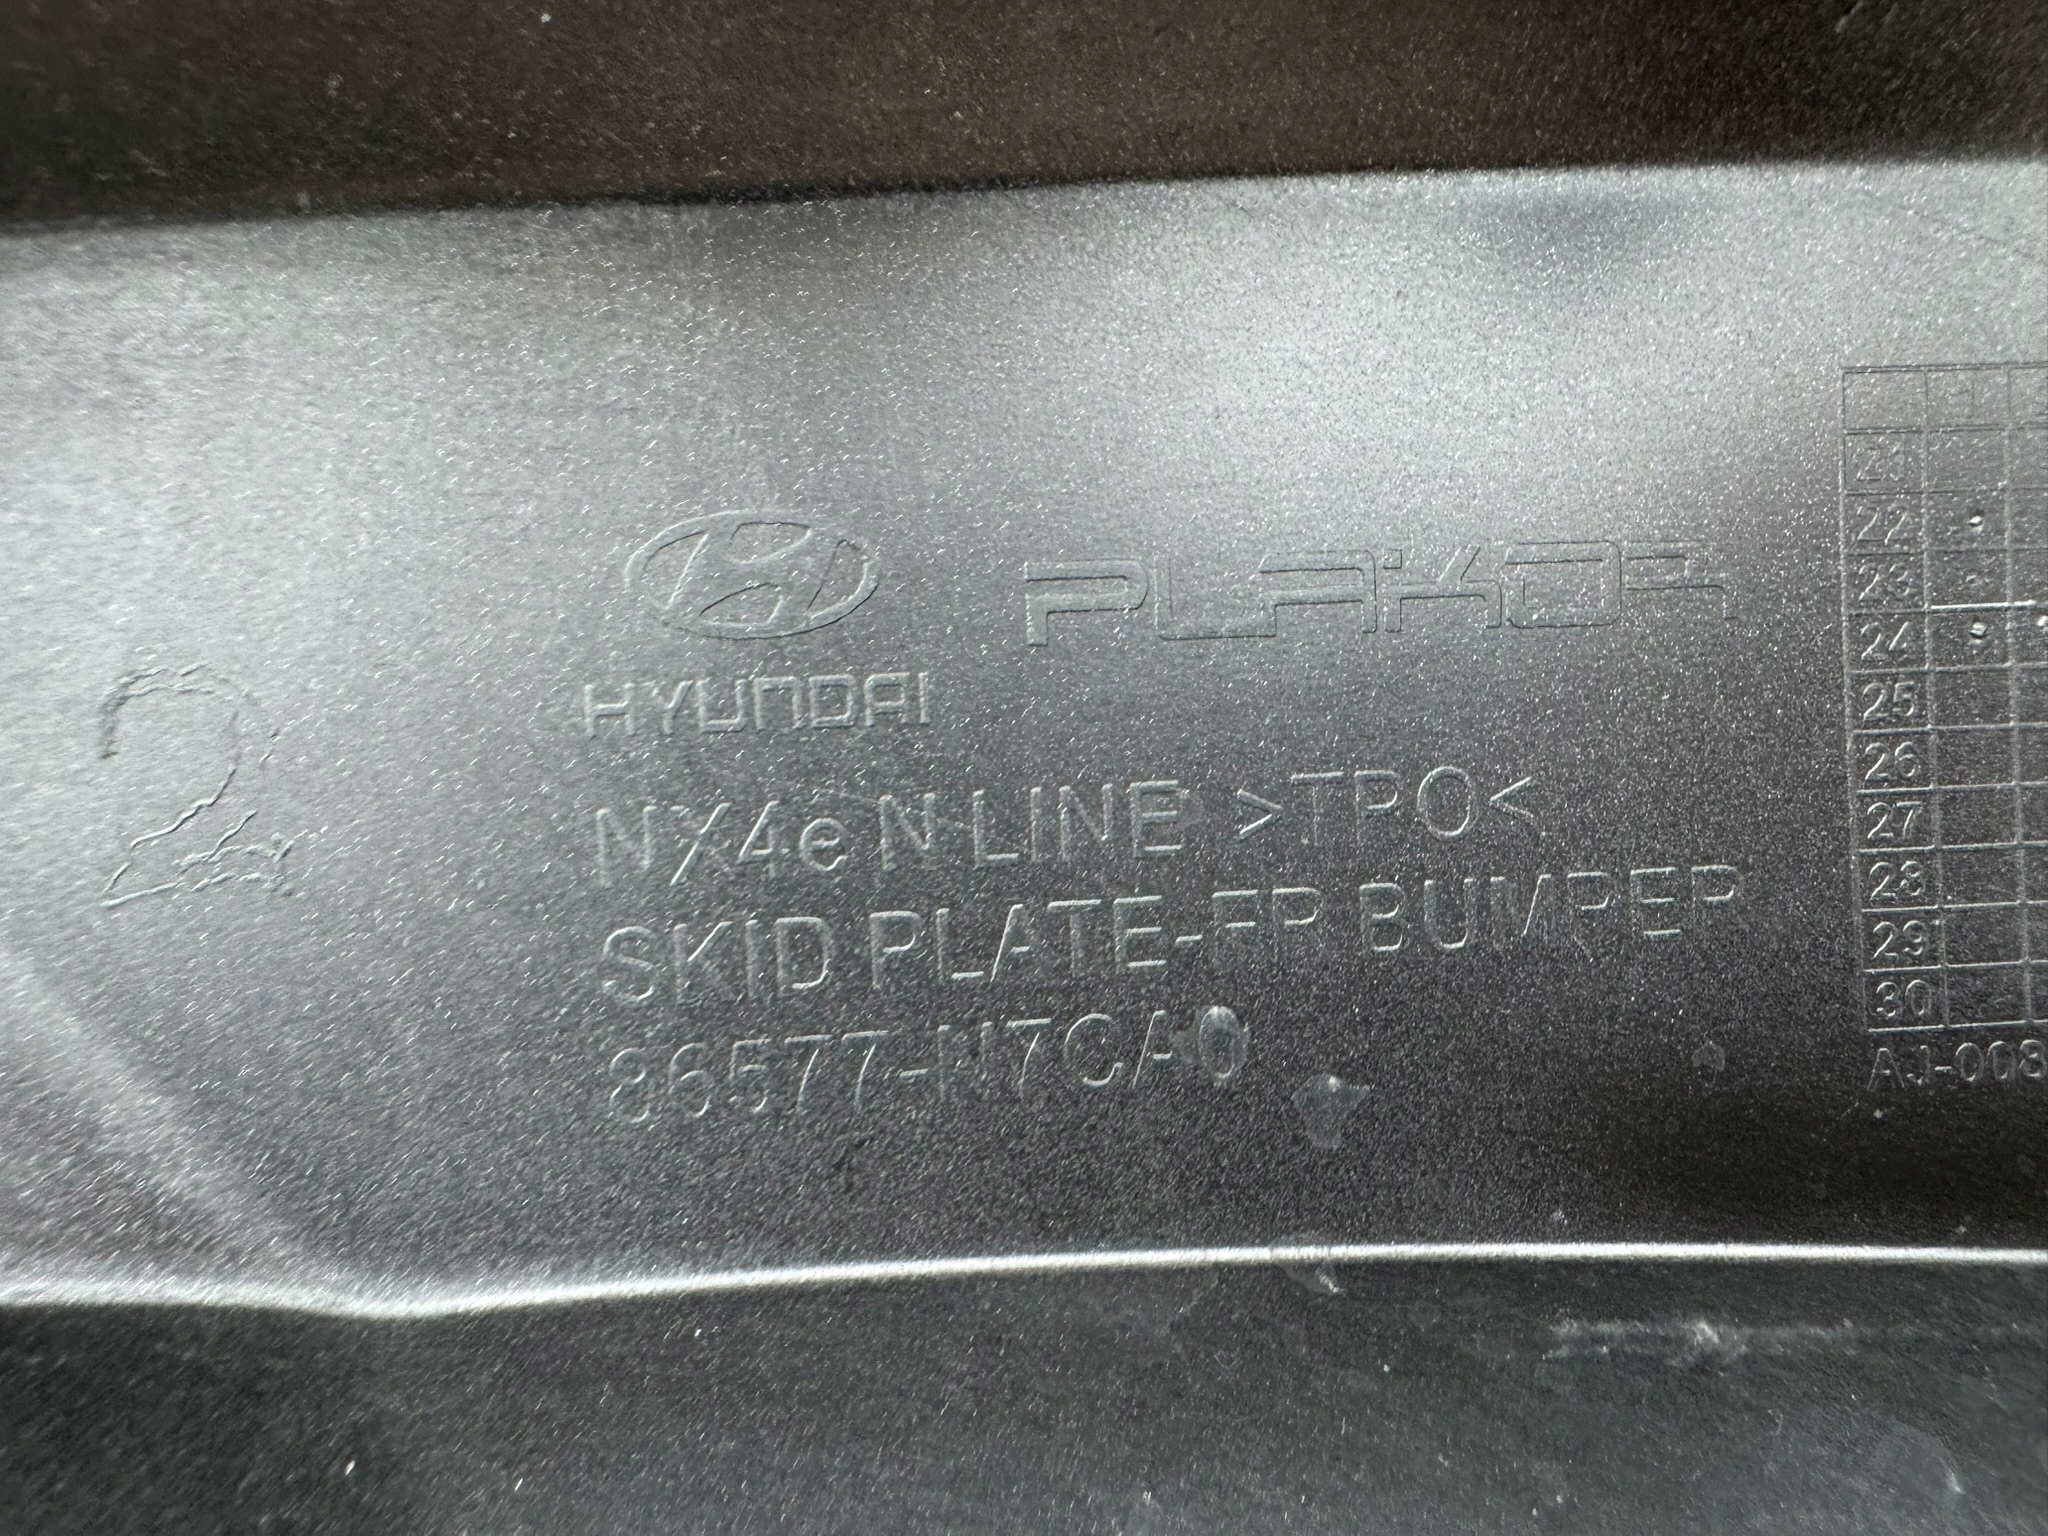 HYUNDAI
PLAKOR
2
NX4e N LINE >TPO<
SKID PLATE-FR BUMPER
86577-N7CA0
1
22
23
24
25
26
27
28
29
30
AJ-008